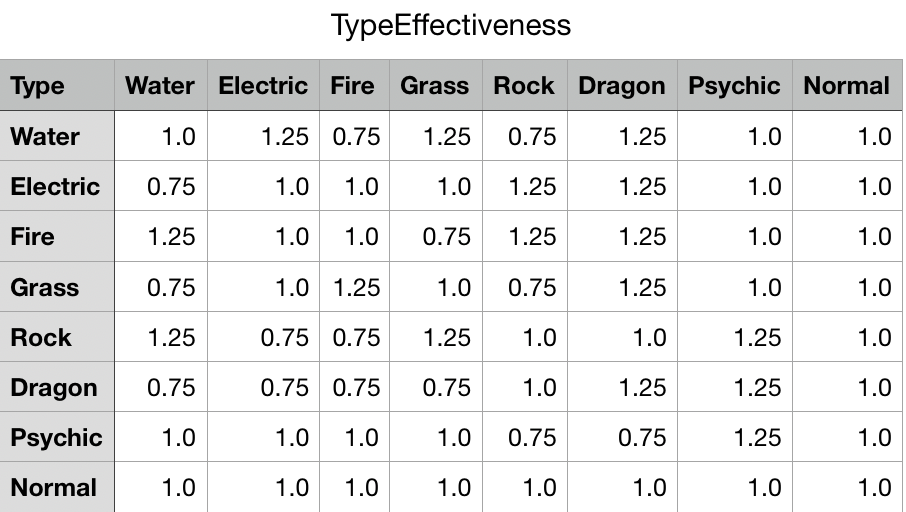 TypeEffectiveness
Type Water Electric Fire Grass Rock Dragon Psychic Normal
Water 1.0 1.25 0.75 1.25 0.75 1.25 1.0 1.0
Electric 0.75 1.0 1.0 1.0 1.25 1.25 1.0 1.0
Fire 1.25 1.0 1.0 0.75 1.25 1.25 1.0 1.0
Grass 0.75 1.0 1.25 1.0 0.75 1.25 1.0 1.0
Rock 1.25 0.75 0.75 1.25 1.0 1.0 1.25 1.0
Dragon 0.75 0.75 0.75 0.75 1.0 1.25 1.25 1.0
Psychic 1.0 1.0 1.0 1.0 0.75 0.75 1.25 1.0
Normal 1.0 1.0 1.0 1.0 1.0 1.0 1.0 1.0